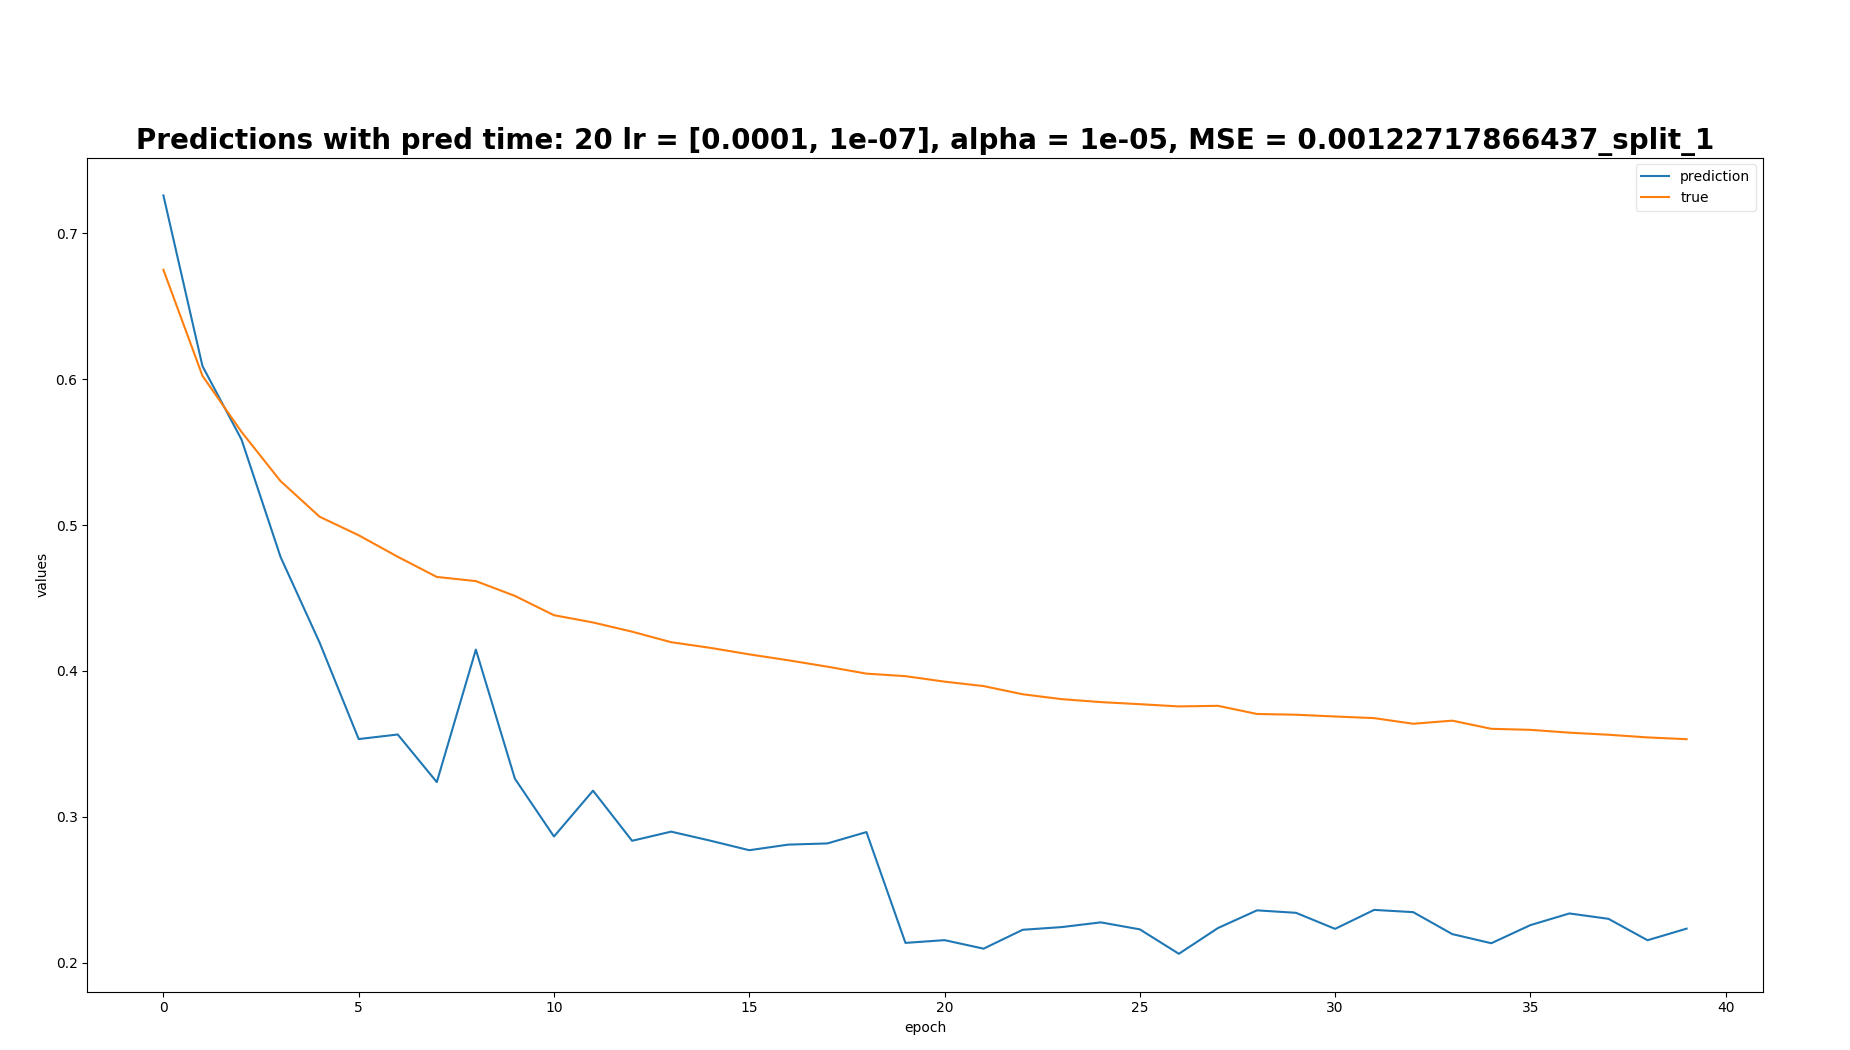 Predictions with pred time: 20 lr = [0.0001, 1e-07], alpha = 1e-05, MSE = 0.00122717866437_split_1
prediction
true
0.7
0.6
0.5
0.4
0.3
0.2
values
0 5 10 15 20 25 30 35 40
epoch